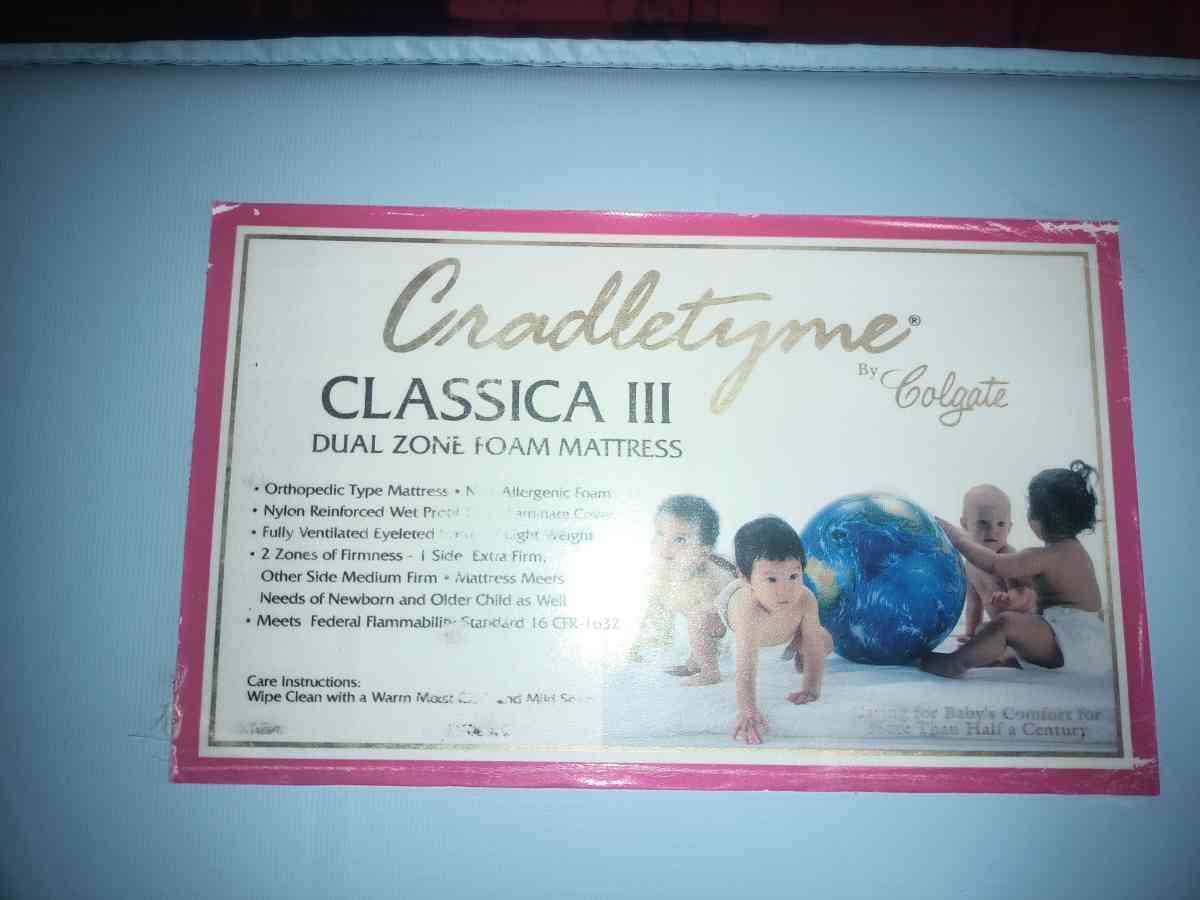 Cradletyme®
By Colgate
CLASSICA III
DUAL ZONE FOAM MATTRESS
• Orthopedic Type Mattress • Allergenic Foam
• Nylon Reinforced Wet Laminate Cover
• Fully Ventilated Eyeleted Light Weight
• 2 Zones of Firmness - 1 Side Extra Firm,
Other Side Medium Firm • Mattress Meets
Needs of Newborn and Older Child as Well
• Meets Federal Flammability Standard 16 CFR-1632
Care Instructions:
Wipe Clean with a Warm Moist and Mild
for Baby's Comfort for
More Than Half a Century